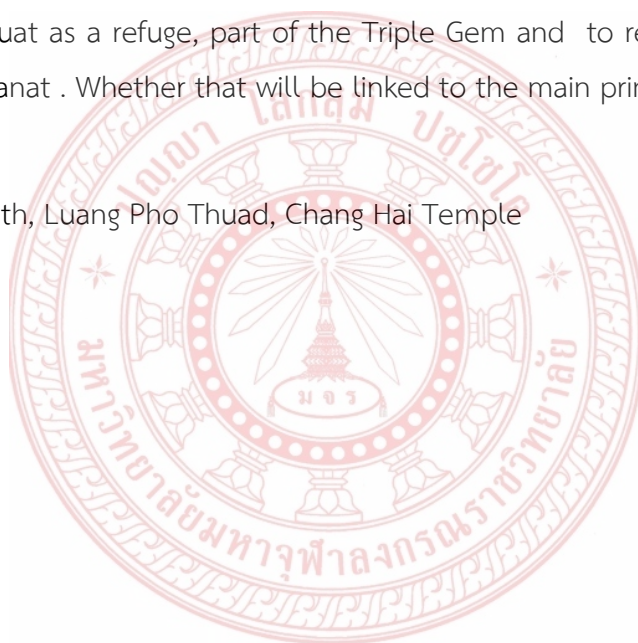 uat as a refuge, part of the Triple Gem and to re
anat . Whether that will be linked to the main prin
ปญฺญา โลกสฺมิ ปชฺโชโต
th, Luang Pho Thuad, Chang Hai Temple
ม จ ร
มหาวิทยาลัยมหาจุฬาลงกรณราชวิทยาลัย